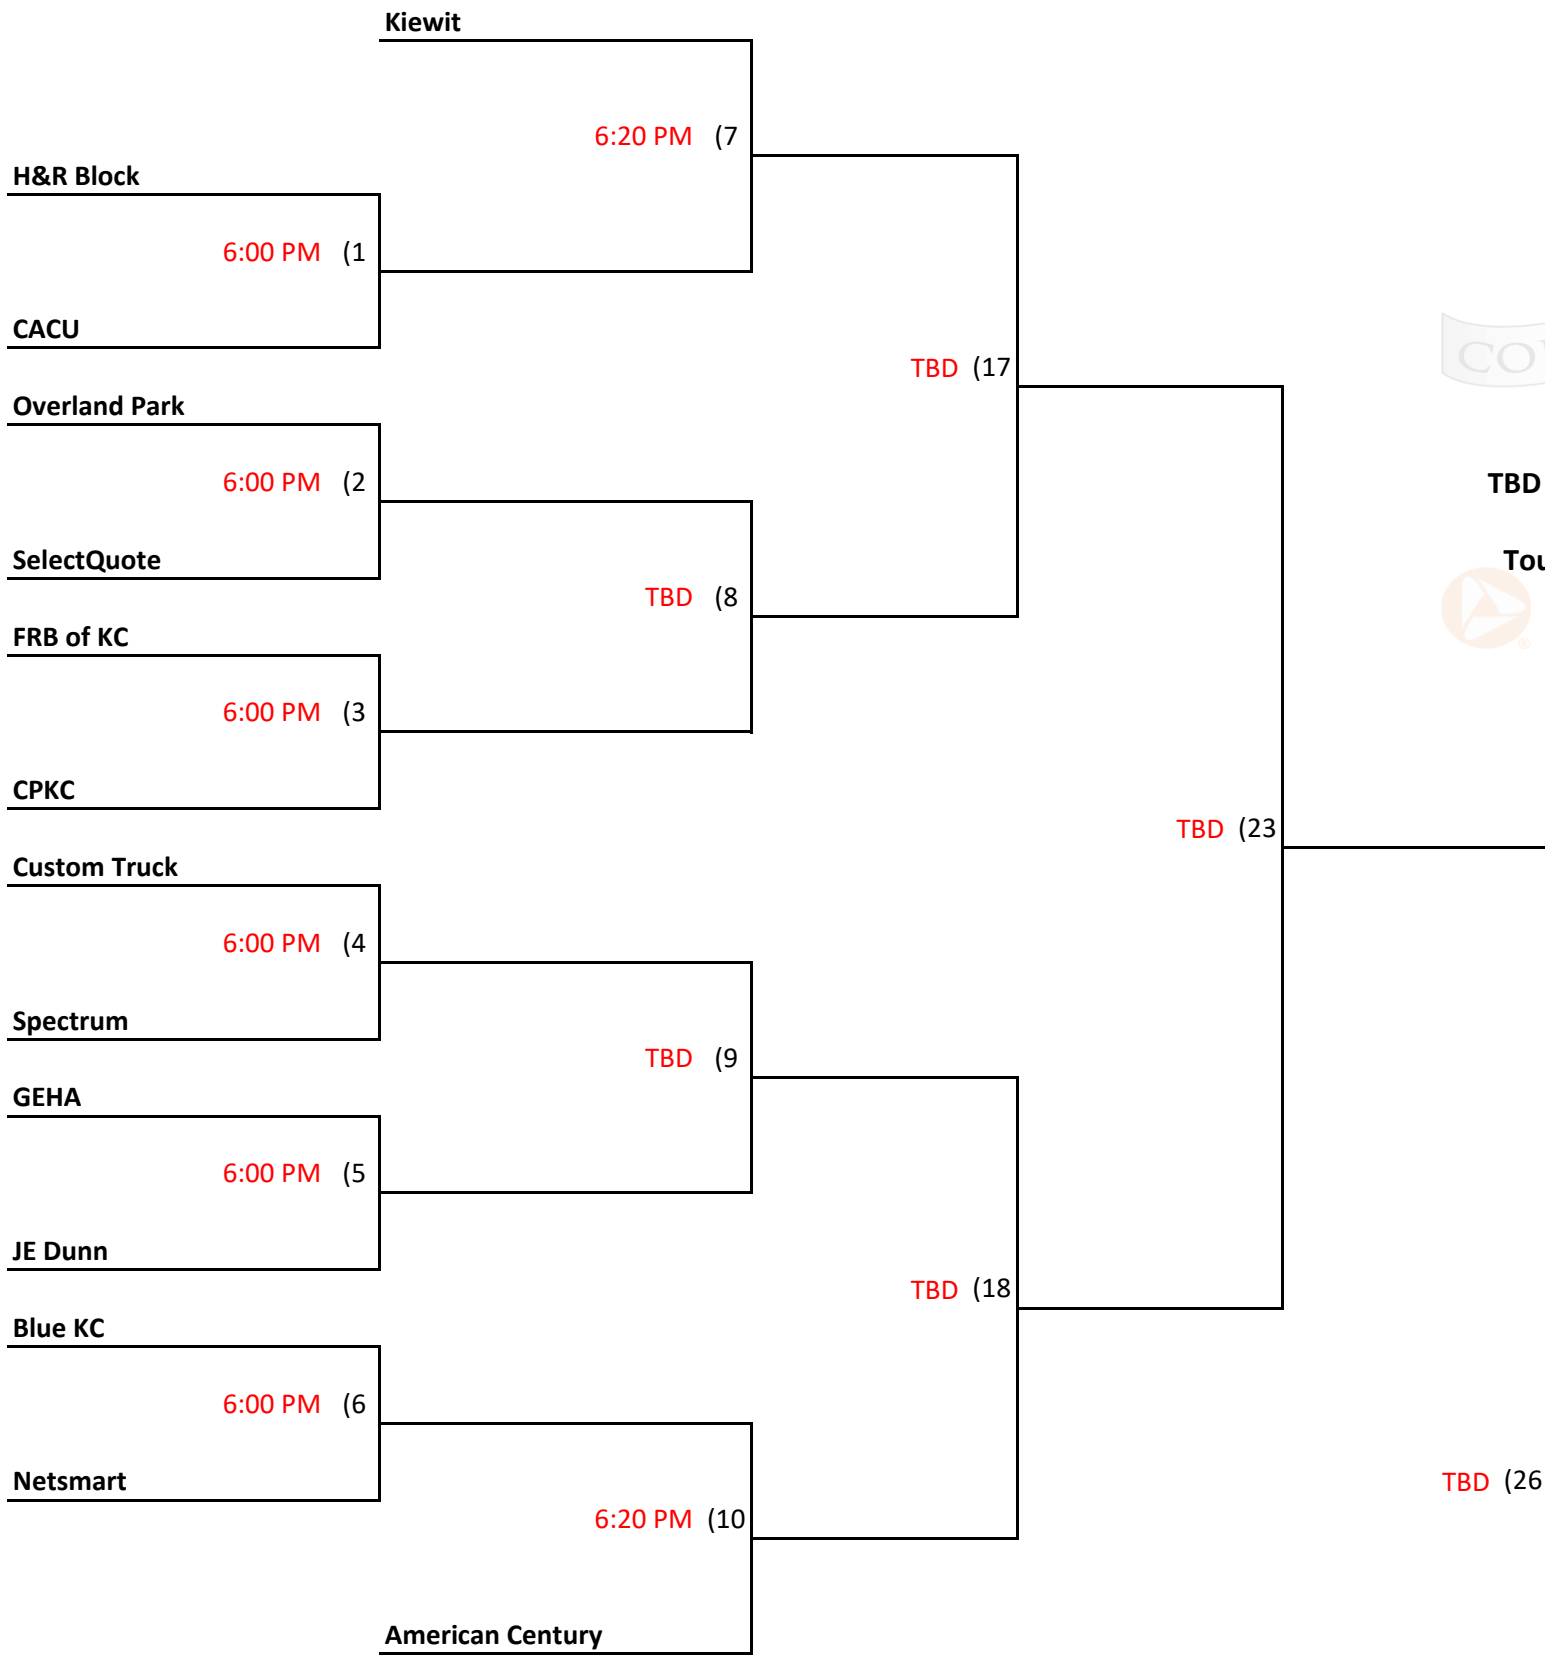 Kiewit
6:20 PM (7
H&R Block
6:00 PM (1
CACU
TBD (17
Overland Park
6:00 PM (2
TBD
SelectQuote
TBD (8
FRB of KC
6:00 PM (3
CPKC
TBD (23
Custom Truck
6:00 PM (4
Spectrum
TBD (9
GEHA
6:00 PM (5
JE Dunn
TBD (18
Blue KC
6:00 PM (6
Netsmart
TBD (26
6:20 PM (10
American Century